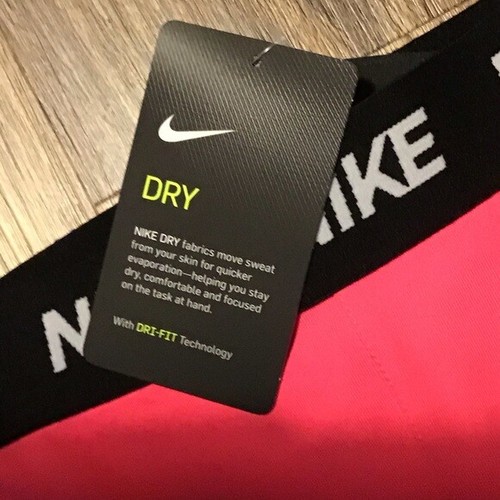 DRY
NIKE DRY fabrics move sweat
from your skin for quicker
evaporation—helping you stay
dry, comfortable and focused
on the task at hand.
With DRI-FIT Technology
N
IKE